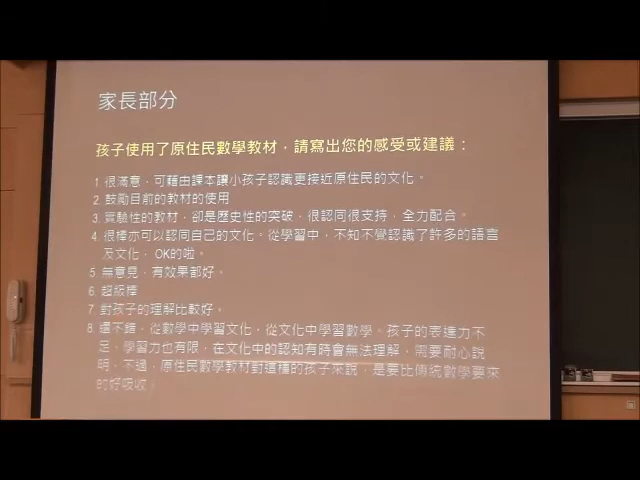 家長部分
孩子使用了原住民數學教材，請寫出您的感受或建議：
1 很滿意，可藉由課本讓小孩子認識更接近原住民的文化。
2 鼓勵目前的教材的使用
3 實驗性的教材，卻是歷史性的突破，很認同很支持，全力配合。
4 很棒亦可以認同自己的文化。從學習中，不知不覺認識了許多的語言
及文化，OK的啦。
5 無意見，有效果都好。
6 超級棒
7 對孩子的理解比較好。
8 還不錯，從數學中學習文化，從文化中學習數學。孩子的表達力不
足，學習力也有限，在文化中的認知有時會無法理解，需要耐心說
明。不過，原住民數學教材對這種的孩子來說，是要比傳統數學要來
的好吸收